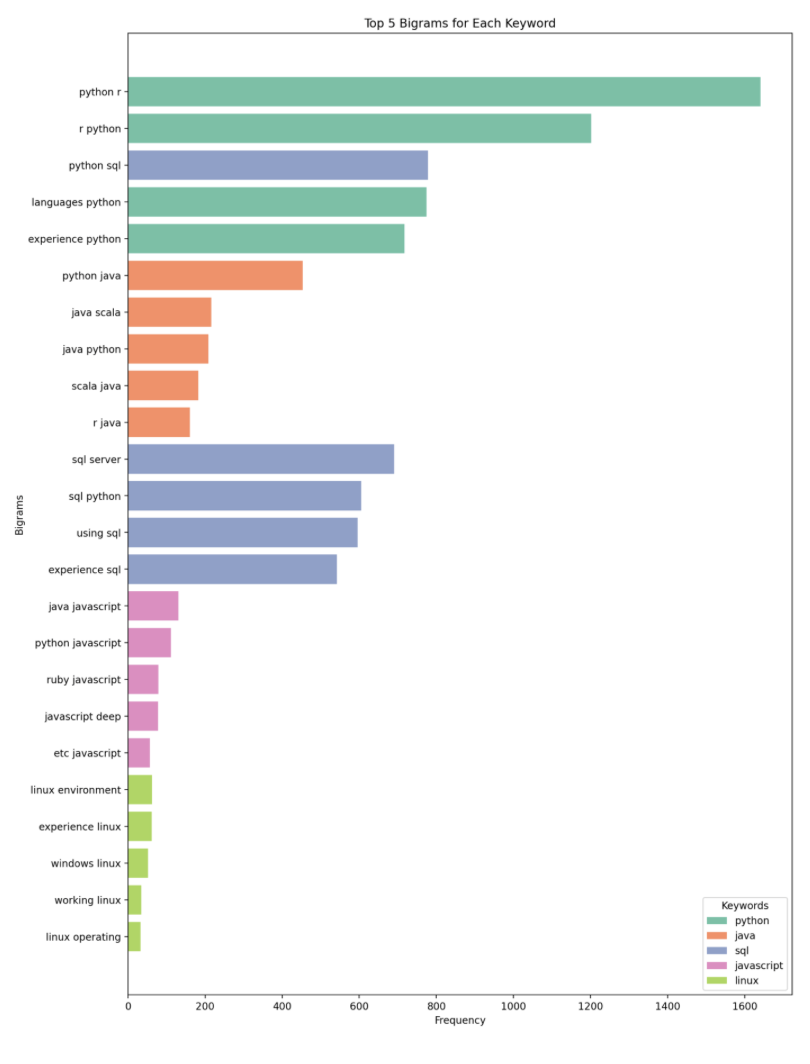 Top 5 Bigrams for Each Keyword
python r
r python
python sql
languages python
experience python
python java
java scala
java python
scala java
r java
sql server
sql python
using sql
experience sql
java javascript
python javascript
ruby javascript
javascript deep
etc javascript
linux environment
experience linux
windows linux
working linux
linux operating
Bigrams
Keywords
python
java
sql
javascript
linux
0 200 400 600 800 1000 1200 1400 1600
Frequency